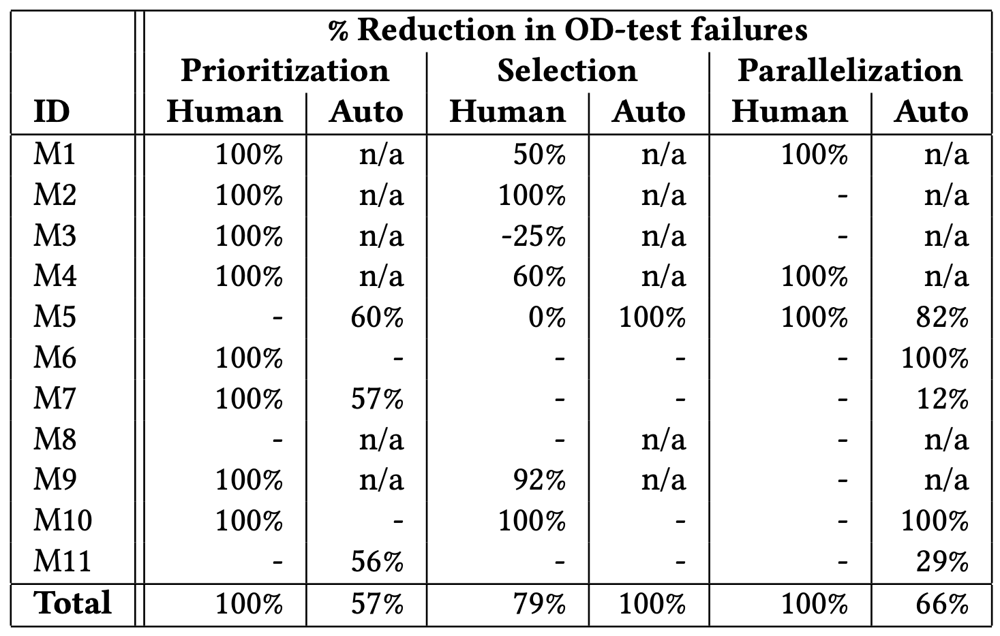 % Reduction in OD-test failures
Prioritization Selection Parallelization
ID Human Auto Human Auto Human Auto
M1 100% n/a 50% n/a 100% n/a
M2 100% n/a 100% n/a - n/a
M3 100% n/a -25% n/a - n/a
M4 100% n/a 60% n/a 100% n/a
M5 - 60% 0% 100% 100% 82%
M6 100% - - - - 100%
M7 100% 57% - - - 12%
M8 - n/a - n/a - n/a
M9 100% n/a 92% n/a - n/a
M10 100% - 100% - - 100%
M11 - 56% - - - 29%
Total 100% 57% 79% 100% 100% 66%